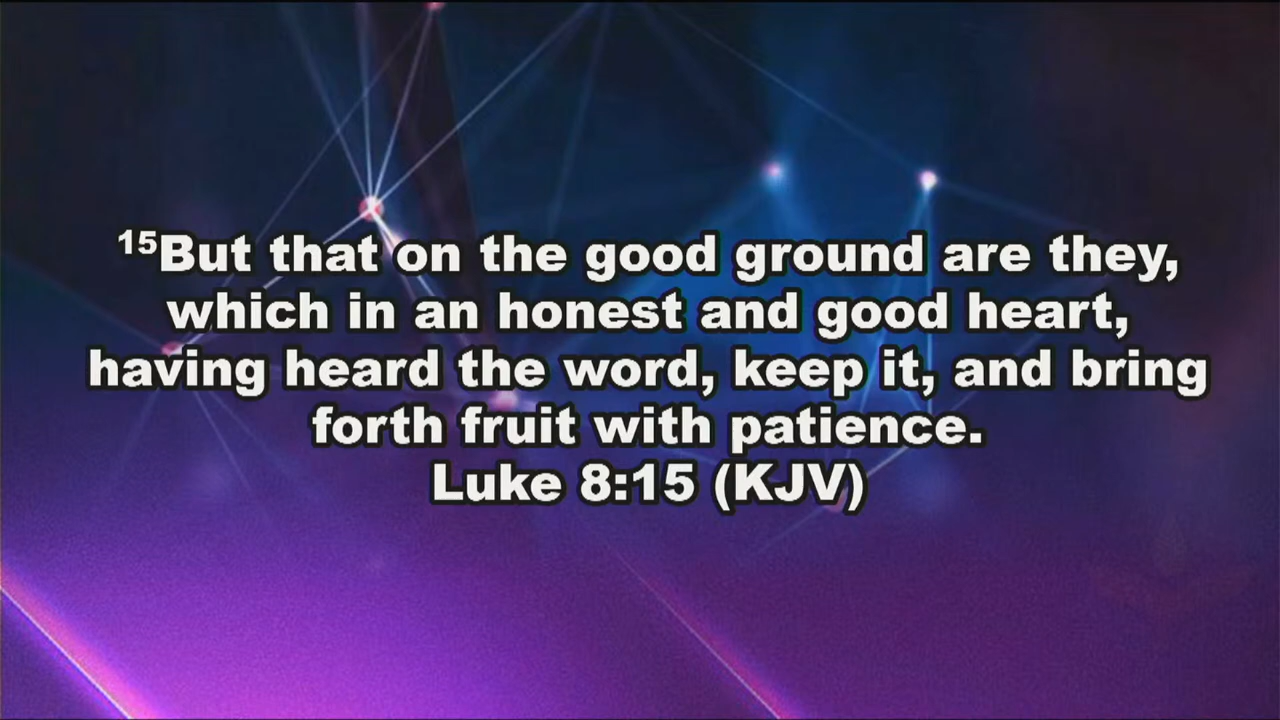 ¹⁵But that on the good ground are they,
which in an honest and good heart,
having heard the word, keep it, and bring
forth fruit with patience.
Luke 8:15 (KJV)